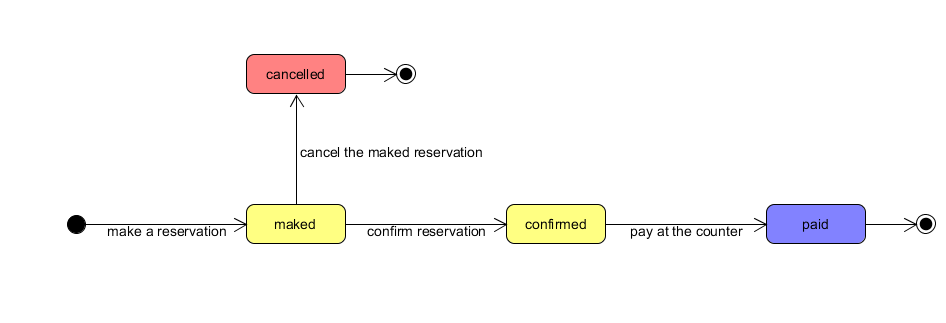 cancelled
cancel the maked reservation
make a reservation
maked
confirm reservation
confirmed
pay at the counter
paid